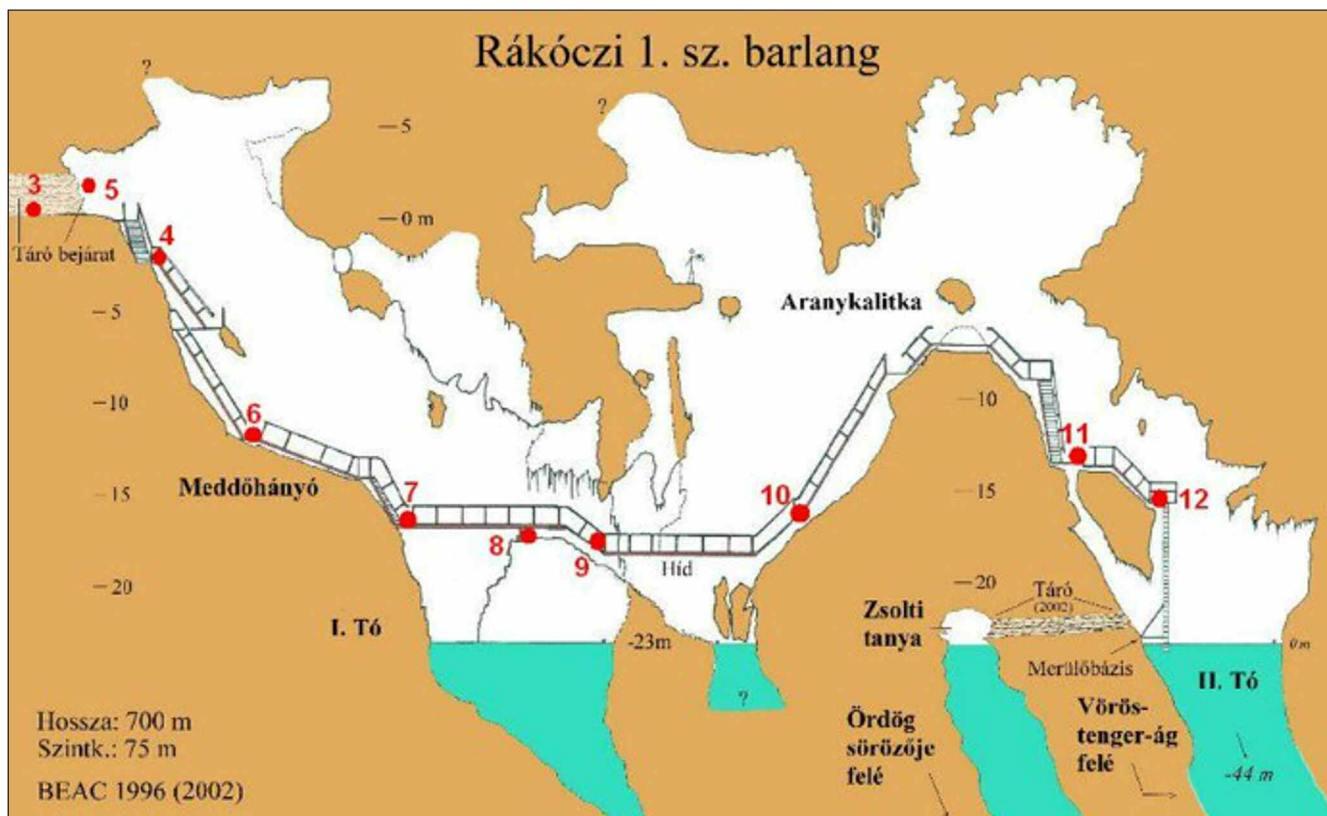 Rákóczi 1. sz. barlang
?
?
—5
3
5
—0 m
4
Táró bejárat
—5
Aranykalitka
—10
—10
6
11
Meddőhányó
—15
7
10
—15
12
8
9
Híd
—20
—20
Táró
(2002)
Zsolti
tanya
I. Tó
-23m
0 m
Merülőbázis
II. Tó
?
Hossza: 700 m
Szintk.: 75 m
BEAC 1996 (2002)
Ördög
sörözője
felé
Vörös-
tenger-ág
felé
-44 m